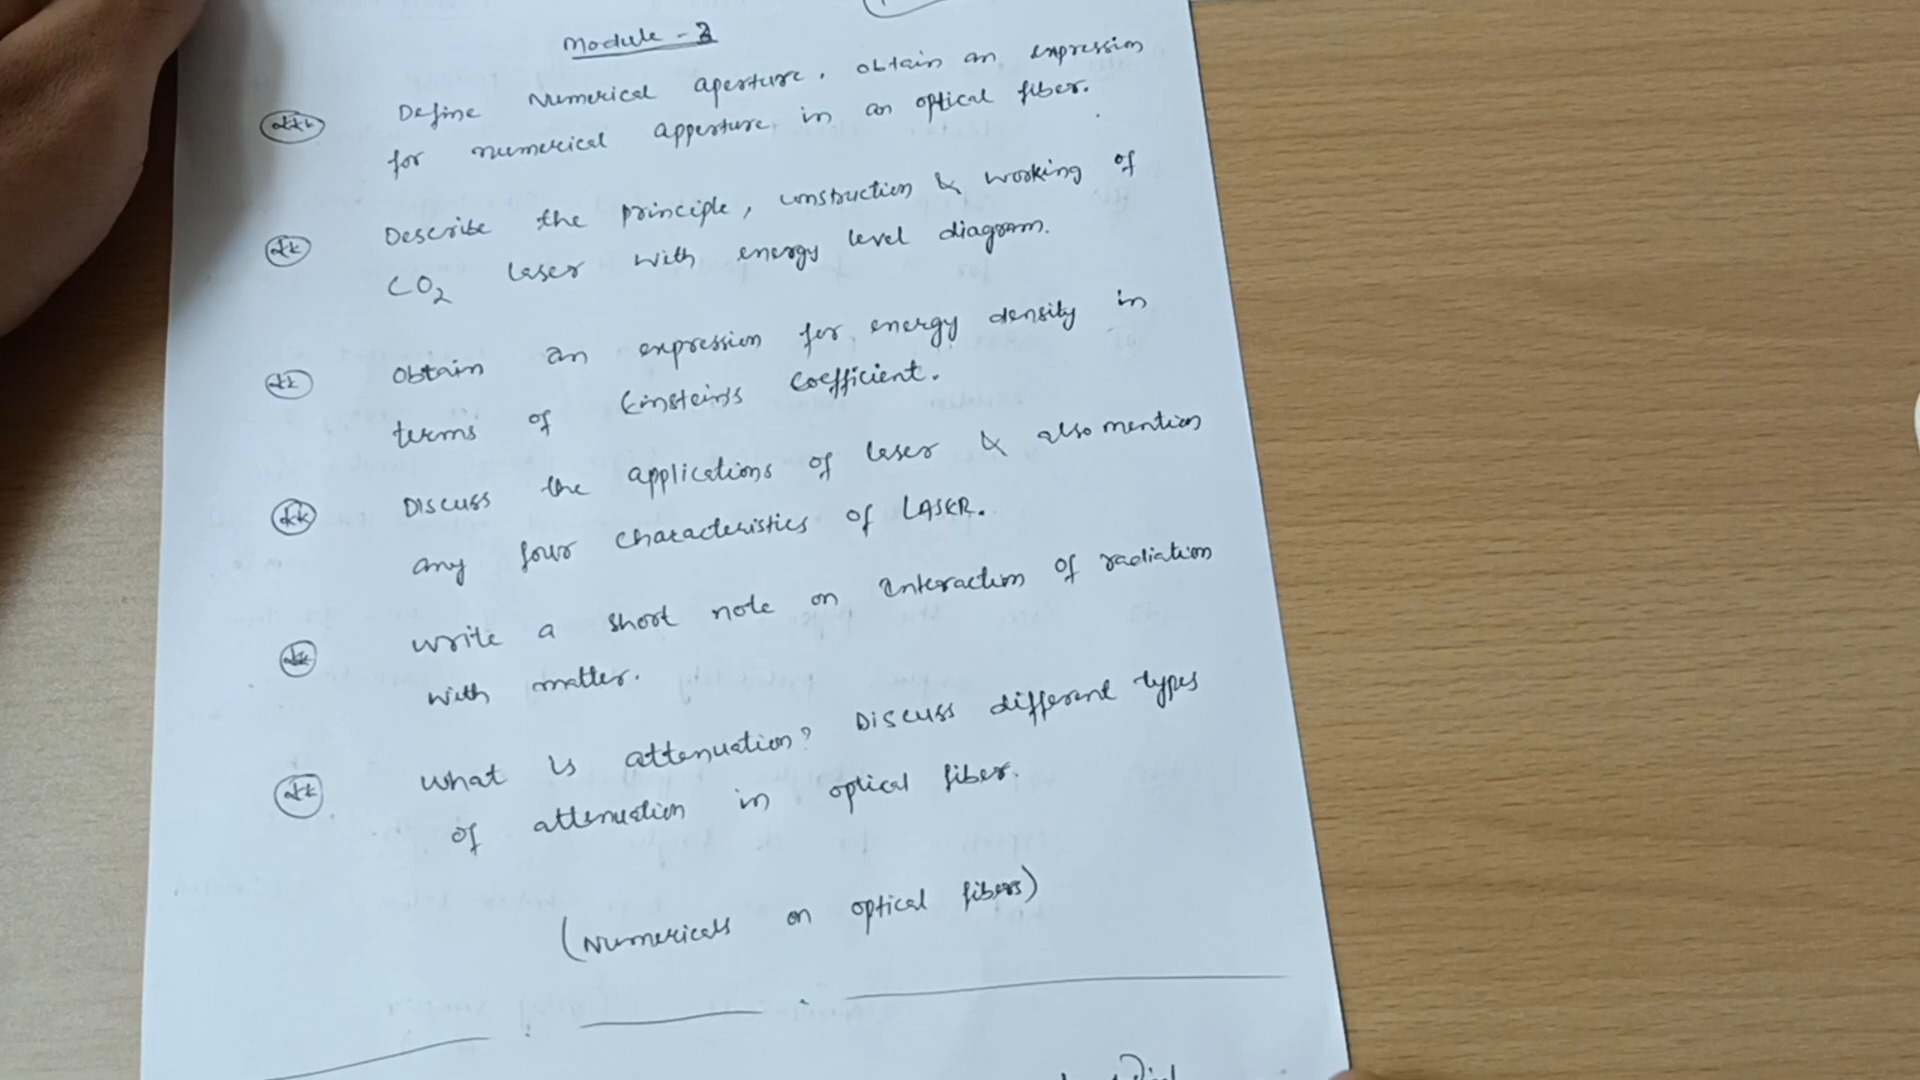 Module - 3
Define Numerical aperture. obtain an expression
for numerical apperture in an optical fiber.
Describe the principle, construction & working of
CO2 laser with energy level diagram.
obtain an expression for energy density in
terms of Einstein's coefficient.
Discuss the applications of laser & also mention
any four characteristics of LASER.
write a short note on interaction of radiation
with matter.
what is attenuation? Discuss different types
of attenuation in optical fiber.
(Numericals on optical fibers)